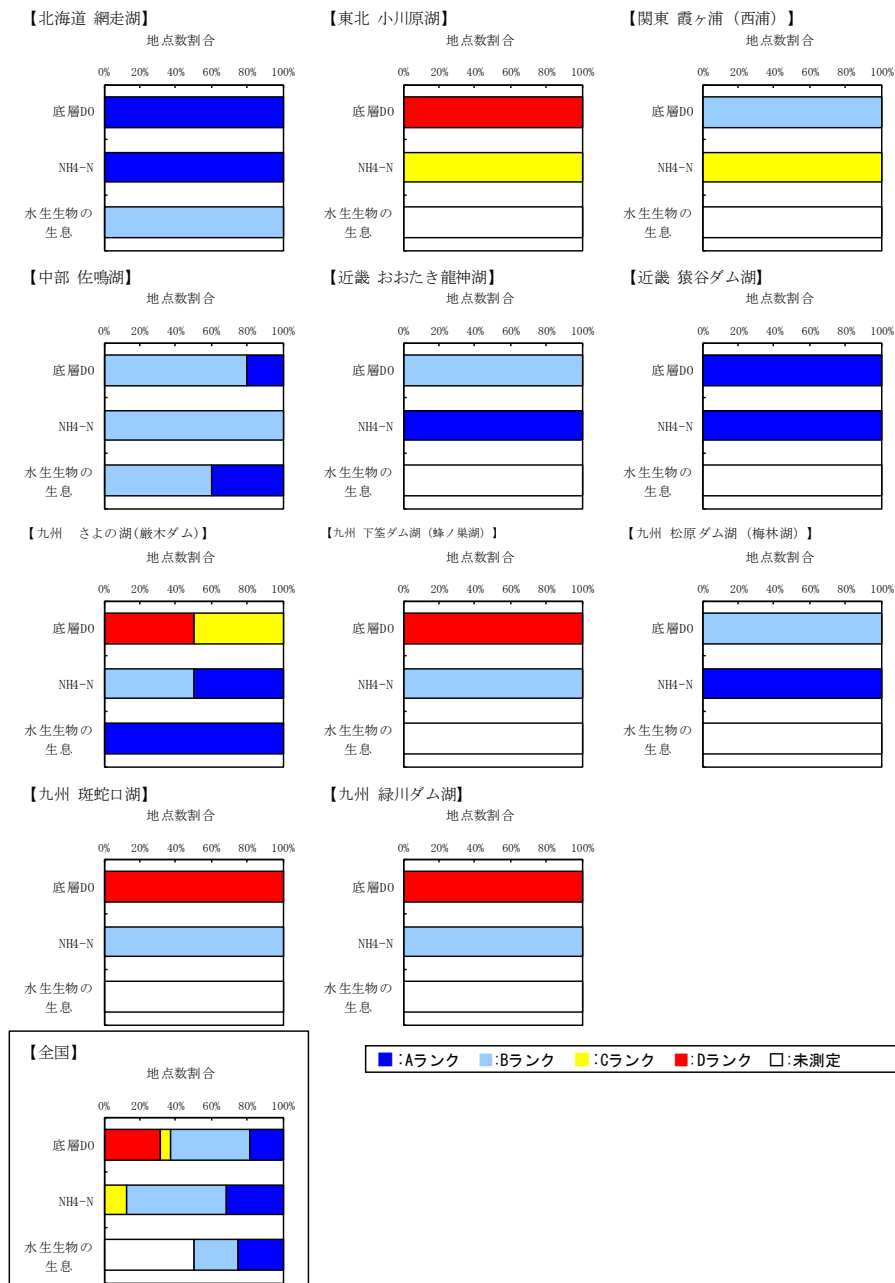 【北海道 網走湖】
地点数割合
0% 20% 40% 60% 80% 100%
底層DO
NH4-N
水生生物の
生息
【東北 小川原湖】
地点数割合
0% 20% 40% 60% 80% 100%
底層DO
NH4-N
水生生物の
生息
【関東 霞ヶ浦（西浦）】
地点数割合
0% 20% 40% 60% 80% 100%
底層DO
NH4-N
水生生物の
生息
【中部 佐鳴湖】
地点数割合
0% 20% 40% 60% 80% 100%
底層DO
NH4-N
水生生物の
生息
【近畿 おおたき龍神湖】
地点数割合
0% 20% 40% 60% 80% 100%
底層DO
NH4-N
水生生物の
生息
【近畿 猿谷ダム湖】
地点数割合
0% 20% 40% 60% 80% 100%
底層DO
NH4-N
水生生物の
生息
【九州　さよの湖(厳木ダム)】
地点数割合
0% 20% 40% 60% 80% 100%
底層DO
NH4-N
水生生物の
生息
【九州 下筌ダム湖（蜂ノ巣湖）】
地点数割合
0% 20% 40% 60% 80% 100%
底層DO
NH4-N
水生生物の
生息
【九州 松原ダム湖（梅林湖）】
地点数割合
0% 20% 40% 60% 80% 100%
底層DO
NH4-N
水生生物の
生息
【九州 斑蛇口湖】
地点数割合
0% 20% 40% 60% 80% 100%
底層DO
NH4-N
水生生物の
生息
【九州 緑川ダム湖】
地点数割合
0% 20% 40% 60% 80% 100%
底層DO
NH4-N
水生生物の
生息
【全国】
地点数割合
0% 20% 40% 60% 80% 100%
底層DO
NH4-N
水生生物の
生息
:Aランク :Bランク :Cランク :Dランク :未測定